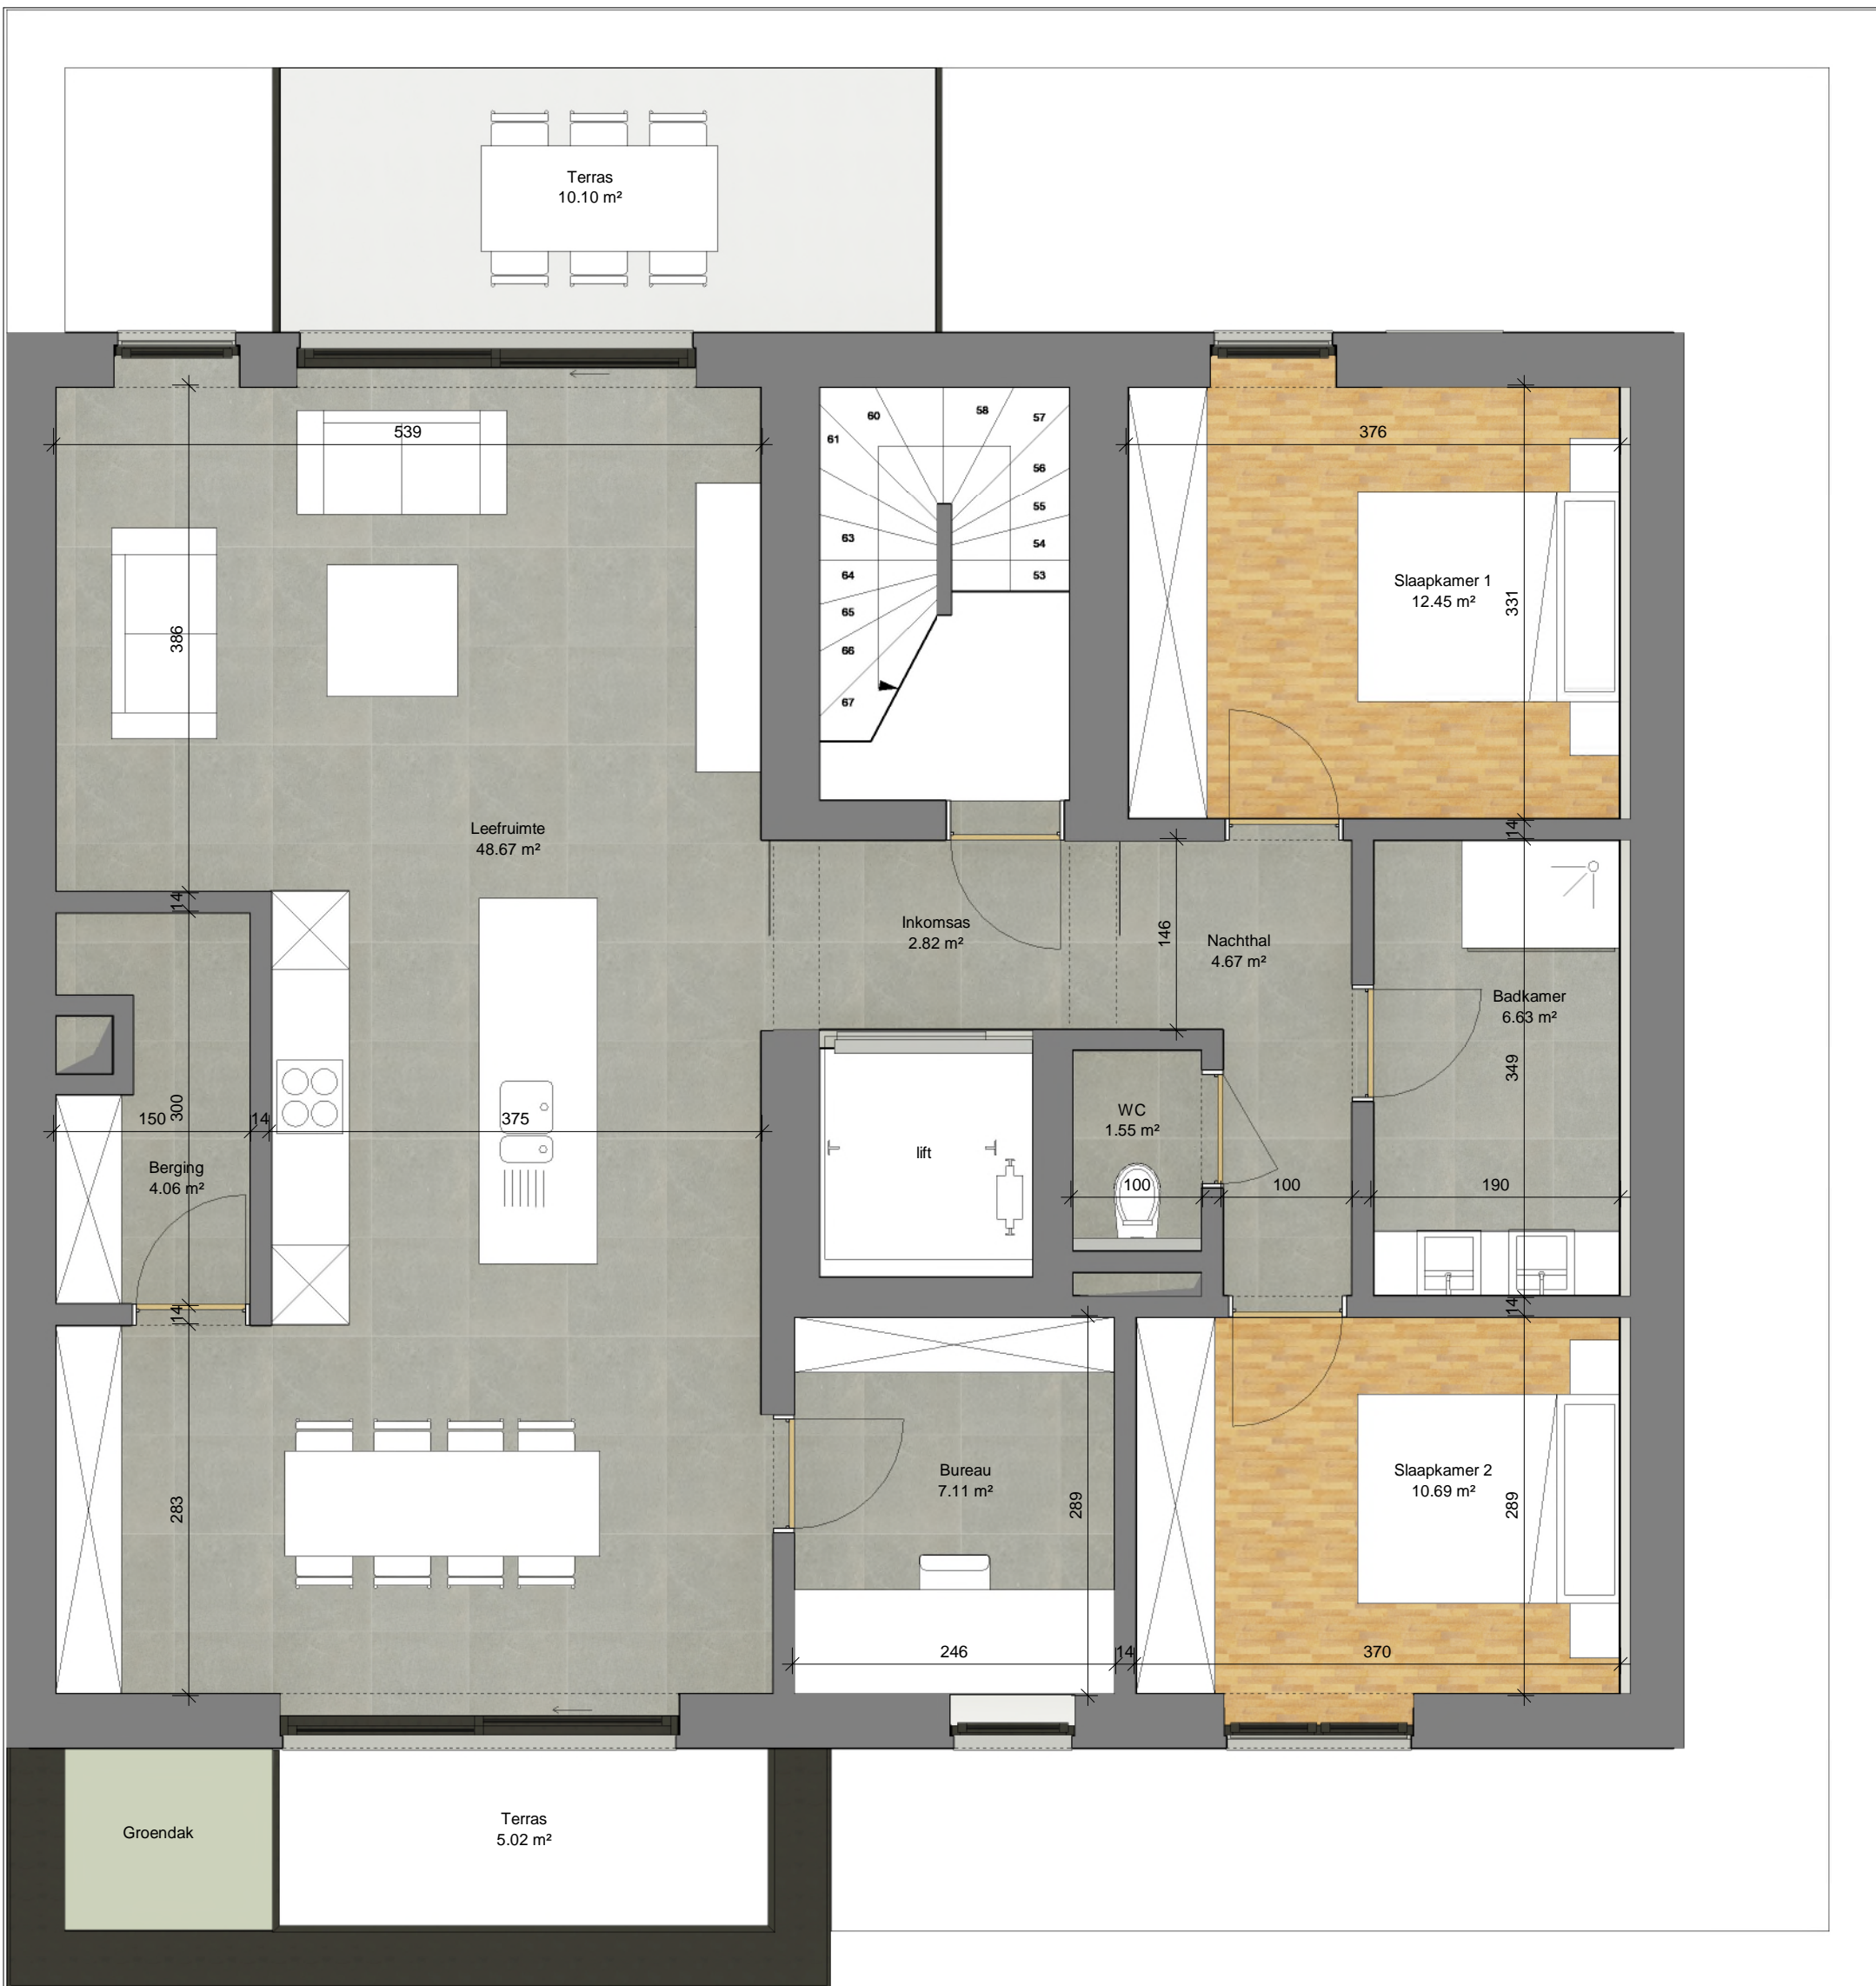 Terras
10.10 m²
539
60
58
57
61
56
55
63
54
64
53
65
66
67
376
Slaapkamer 1
12.45 m²
331
386
Leefruimte
48.67 m²
14
14
Inkomsas
2.82 m²
146
Nachthal
4.67 m²
Badkamer
6.63 m²
349
150
300
14
375
Berging
4.06 m²
lift
WC
1.55 m²
100
100
190
14
14
283
Bureau
7.11 m²
289
Slaapkamer 2
10.69 m²
289
246
14
370
Groendak
Terras
5.02 m²